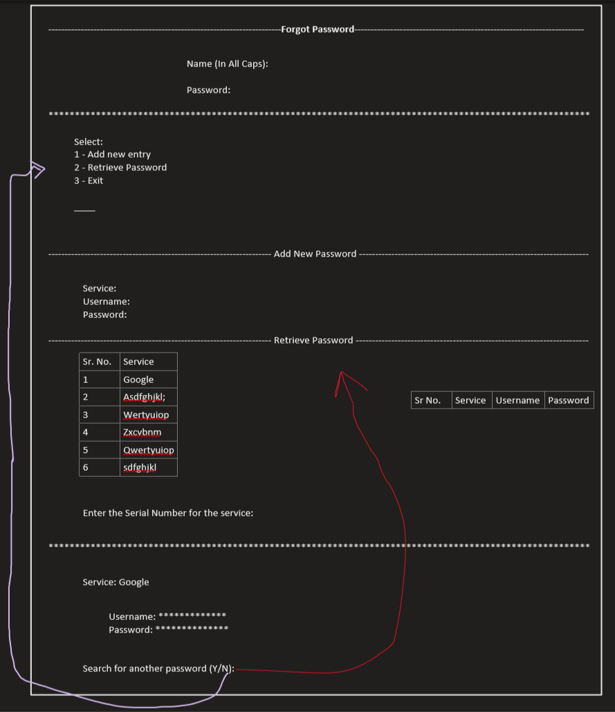 Forgot Password
Name (In All Caps):
Password:
Select:
1 - Add new entry
2 - Retrieve Password
3 - Exit
Add New Password
Service:
Username:
Password:
Retrieve Password
Sr. No. Service
1 Google
2 Asdfghjkl;
3 Wertyuiop
4 Zxcvbnm
5 Qwertyuiop
6 sdfghjkl
Sr No. Service Username Password
Enter the Serial Number for the service:
Service: Google
Username: *************
Password: **************
Search for another password (Y/N):